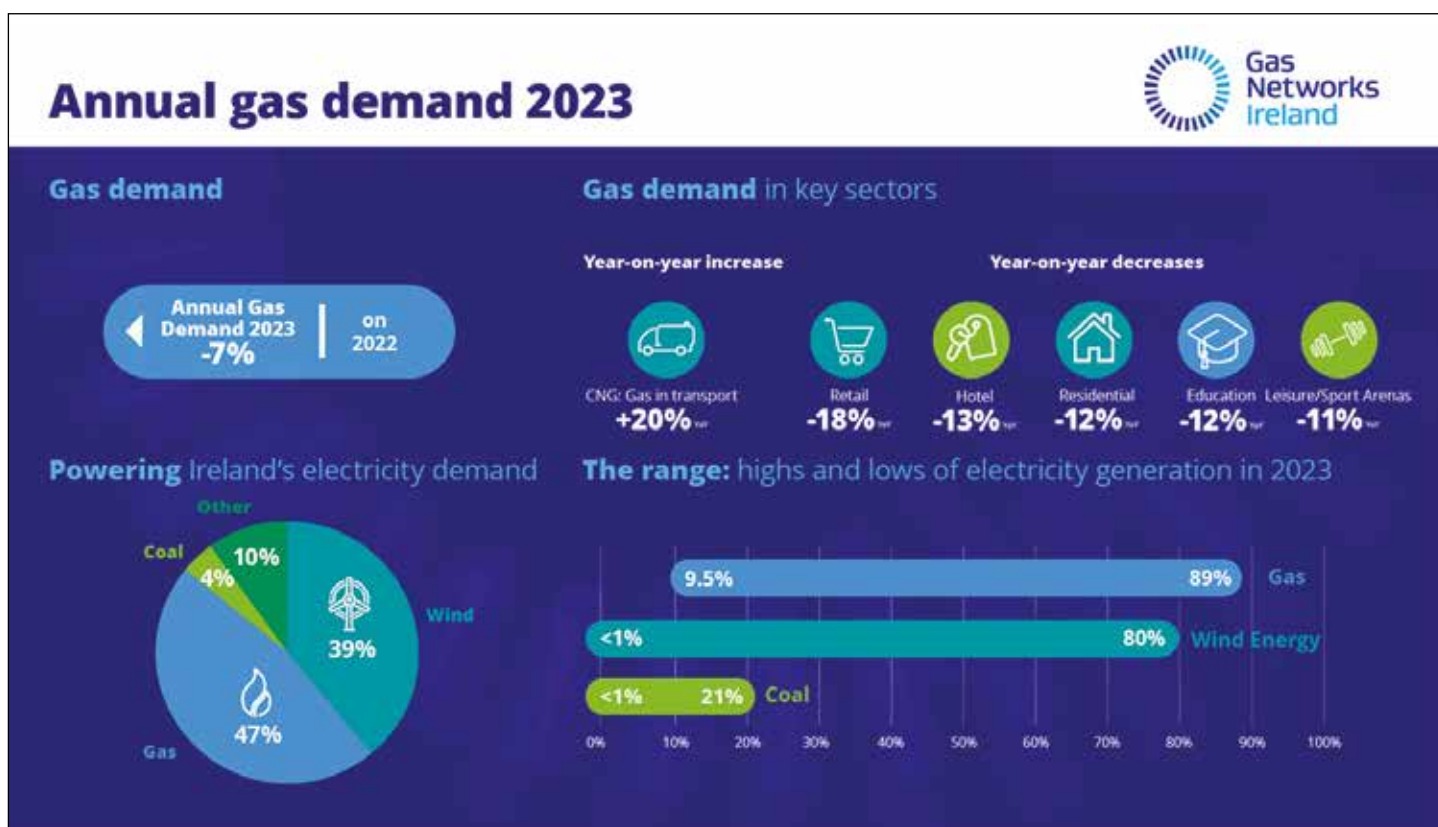 Annual gas demand 2023
Gas
Networks
Ireland
Gas demand
Annual Gas
Demand 2023
-7%
on
2022
Gas demand in key sectors
Year-on-year increase
Year-on-year decreases
CNG: Gas in transport
+20%
Retail
-18%
Hotel
-13%
Residential
-12%
Education
-12%
Leisure/Sport Arenas
-11%
Powering Ireland's electricity demand
Other
10%
Coal
4%
Wind
39%
Gas
47%
The range: highs and lows of electricity generation in 2023
9.5% 89% Gas
<1% 80% Wind Energy
<1% 21% Coal
0% 10% 20% 30% 40% 50% 60% 70% 80% 90% 100%